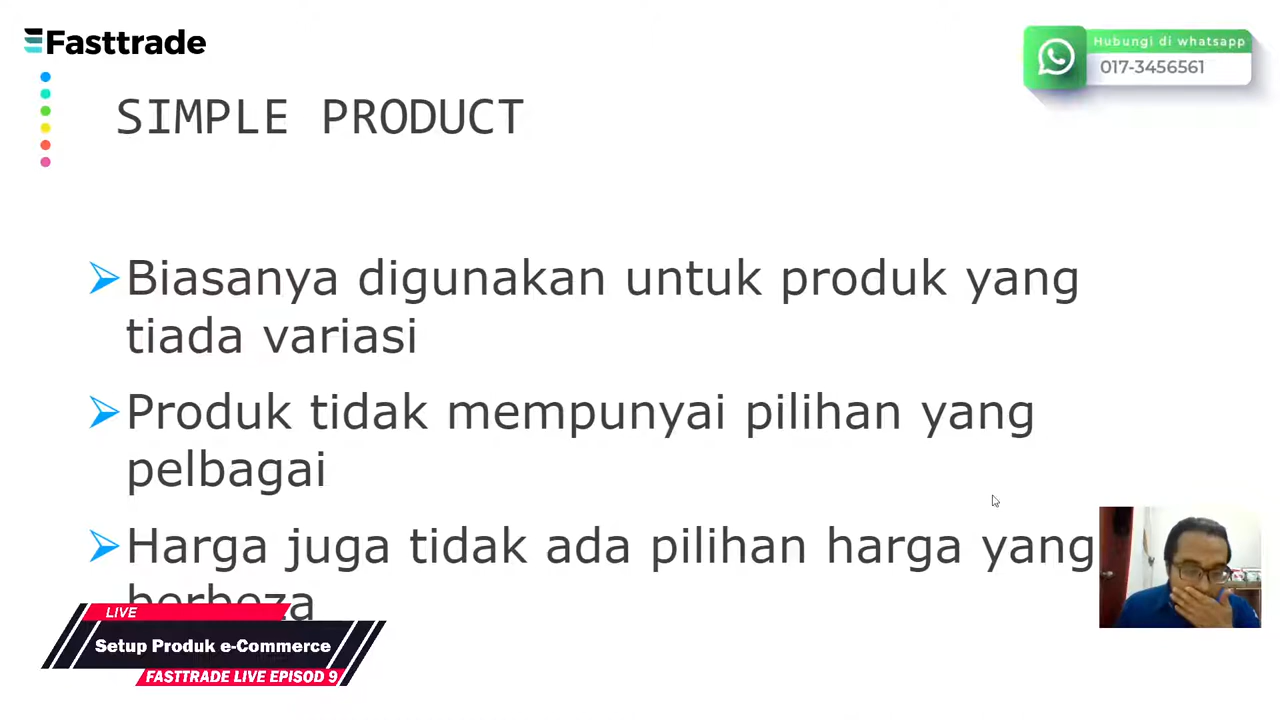 Fasttrade
Hubungi di whatsapp
017-3456561
SIMPLE PRODUCT
Biasanya digunakan untuk produk yang
tiada variasi
Produk tidak mempunyai pilihan yang
pelbagai
Harga juga tidak ada pilihan harga yang
berbeza
LIVE
Setup Produk e-Commerce
FASTTRADE LIVE EPISOD 9